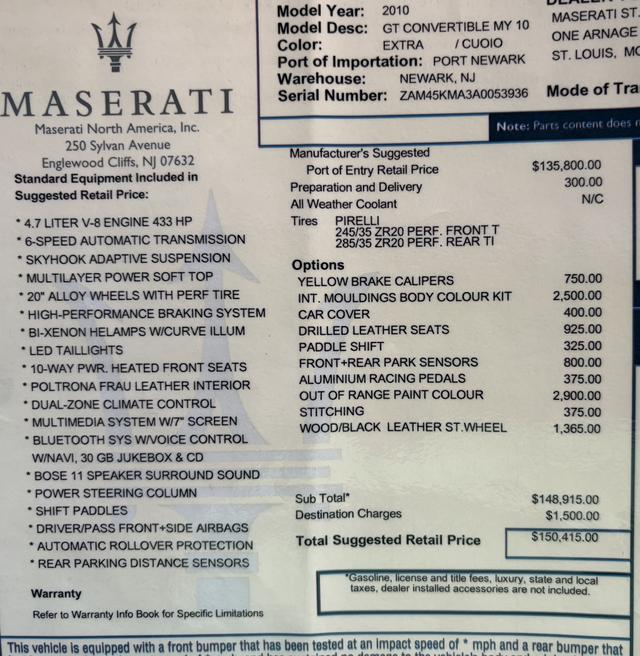 MASERATI
Maserati North America, Inc.
250 Sylvan Avenue
Englewood Cliffs, NJ 07632
Model Year: 2010
Model Desc: GT CONVERTIBLE MY 10
Color: EXTRA / CUOIO
Port of Importation: PORT NEWARK
Warehouse: NEWARK, NJ
Serial Number: ZAM45KMA3A0053936
MASERATI ST.
ONE ARNAGE
ST. LOUIS,
Mode of
Note: Parts content does
Standard Equipment Included in
Suggested Retail Price:
* 4.7 LITER V-8 ENGINE 433 HP
* 6-SPEED AUTOMATIC TRANSMISSION
* SKYHOOK ADAPTIVE SUSPENSION
* MULTILAYER POWER SOFT TOP
* 20" ALLOY WHEELS WITH PERF TIRE
* HIGH-PERFORMANCE BRAKING SYSTEM
* BI-XENON HELAMPS W/CURVE ILLUM
* LED TAILLIGHTS
* 10-WAY PWR. HEATED FRONT SEATS
* POLTRONA FRAU LEATHER INTERIOR
* DUAL-ZONE CLIMATE CONTROL
* MULTIMEDIA SYSTEM W/7" SCREEN
* BLUETOOTH SYS W/VOICE CONTROL
W/NAVI, 30 GB JUKEBOX & CD
* BOSE 11 SPEAKER SURROUND SOUND
* POWER STEERING COLUMN
* SHIFT PADDLES
* DRIVER/PASS FRONT+SIDE AIRBAGS
* AUTOMATIC ROLLOVER PROTECTION
* REAR PARKING DISTANCE SENSORS
Warranty
Refer to Warranty Info Book for Specific Limitations
Manufacturer's Suggested
Port of Entry Retail Price $135,800.00
Preparation and Delivery 300.00
All Weather Coolant N/C
Tires PIRELLI
245/35 ZR20 PERF. FRONT T
285/35 ZR20 PERF. REAR TI
Options
YELLOW BRAKE CALIPERS 750.00
INT. MOULDINGS BODY COLOUR KIT 2,500.00
CAR COVER 400.00
DRILLED LEATHER SEATS 925.00
PADDLE SHIFT 325.00
FRONT+REAR PARK SENSORS 800.00
ALUMINIUM RACING PEDALS 375.00
OUT OF RANGE PAINT COLOUR 2,900.00
STITCHING 375.00
WOOD/BLACK LEATHER ST.WHEEL 1,365.00
Sub Total* $148,915.00
Destination Charges $1,500.00
Total Suggested Retail Price $150,415.00
*Gasoline, license and title fees, luxury, state and local
taxes, dealer installed accessories are not included.
This vehicle is equipped with a front bumper that has been tested at an impact speed of * mph and a rear bumper that